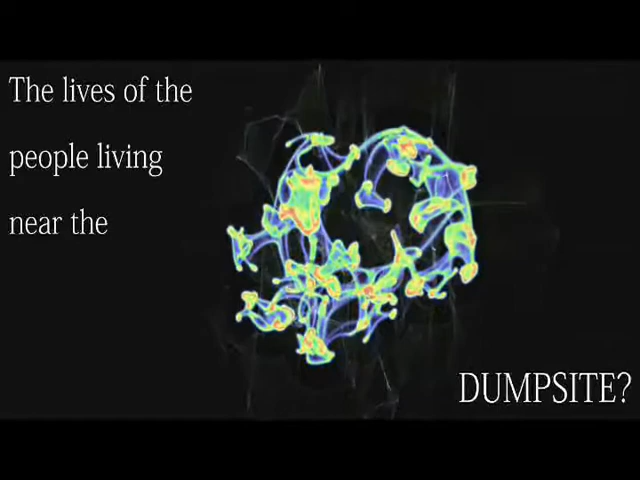 The lives of the
people living
near the
DUMPSITE?